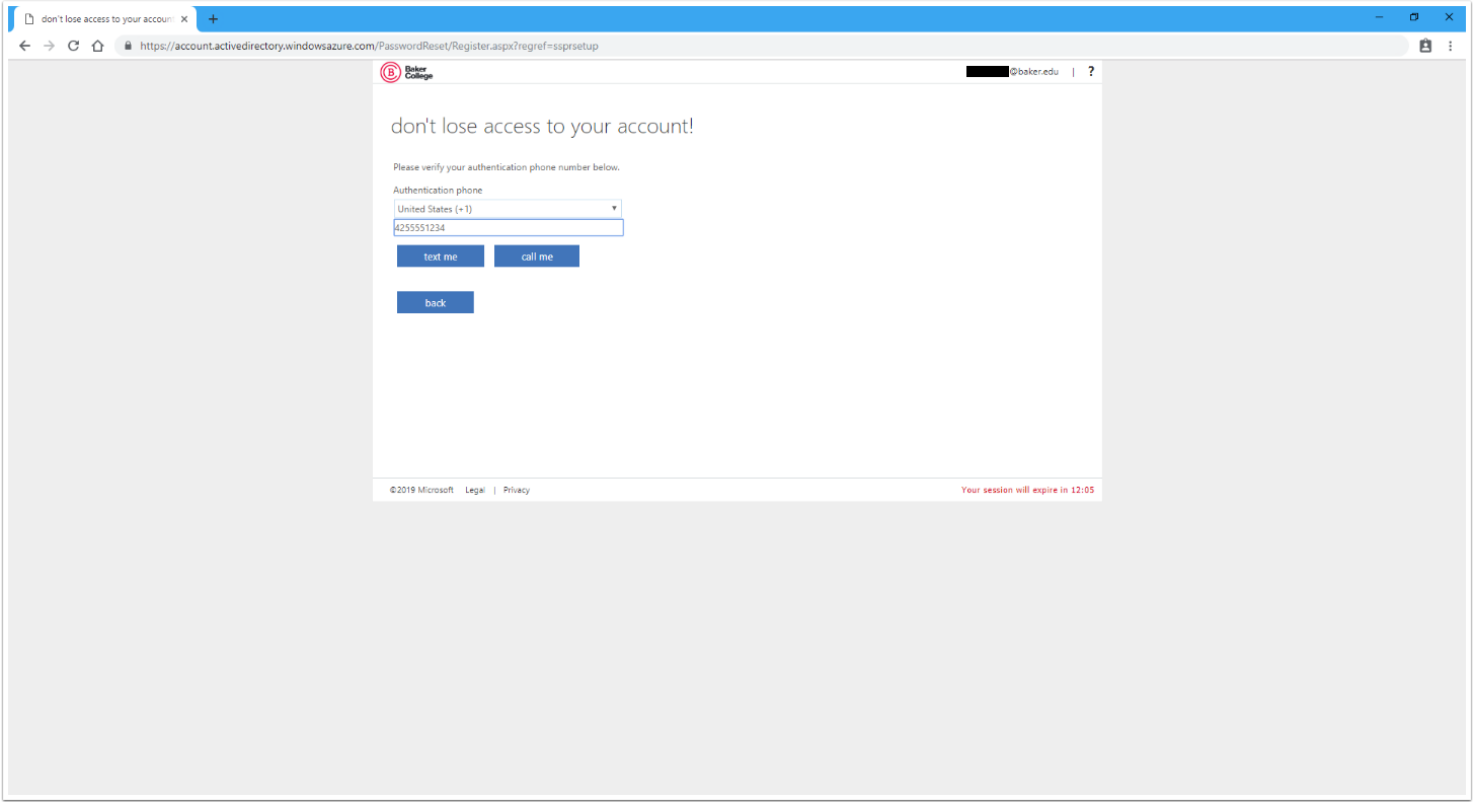 don't lose access to your accoun
https://account.activedirectory.windowsazure.com/PasswordReset/Register.aspx?regref=ssprsetup
B Baker College
@baker.edu | ?
don't lose access to your account!
Please verify your authentication phone number below.
Authentication phone
United States (+1)
4255551234
text me call me
back
©2019 Microsoft Legal | Privacy Your session will expire in 12:05